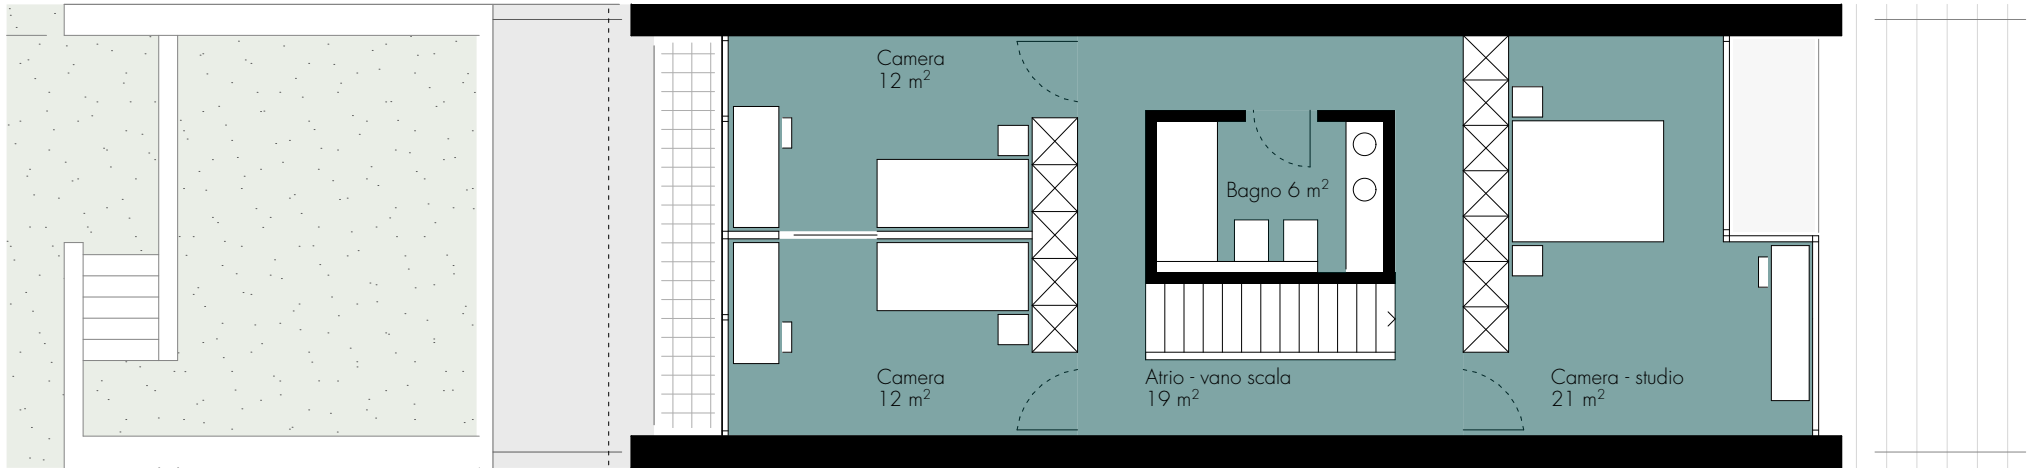 Camera
12 m²
Bagno 6 m²
Camera
12 m²
Atrio - vano scala
19 m²
Camera - studio
21 m²